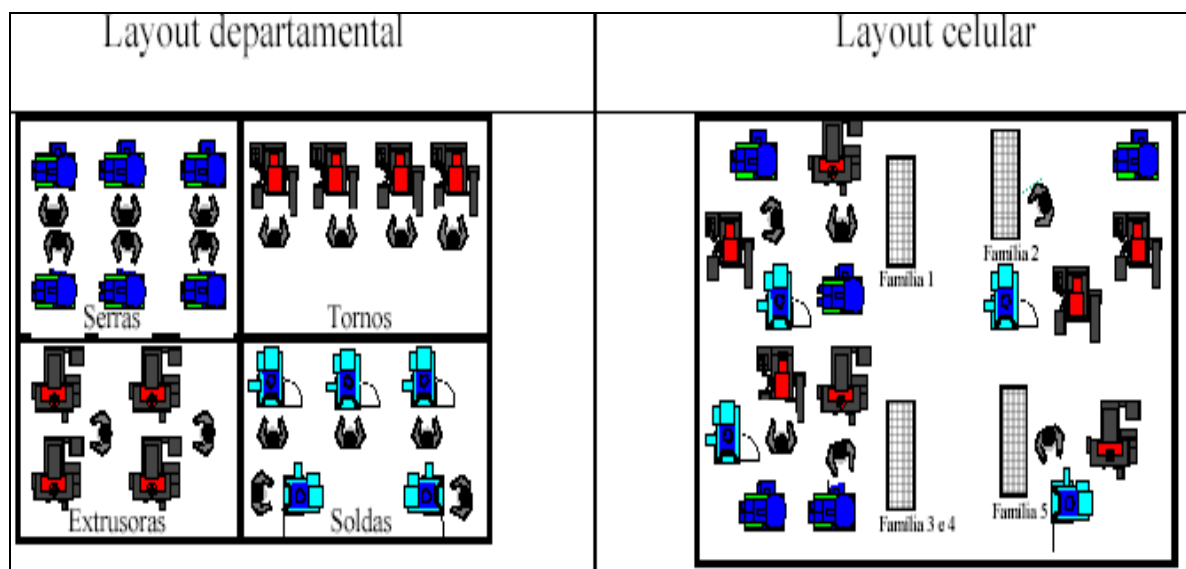 Layout departamental
Layout celular
Serras
Tornos
Extrusoras
Soldas
Família 1
Família 2
Família 3 e 4
Família 5